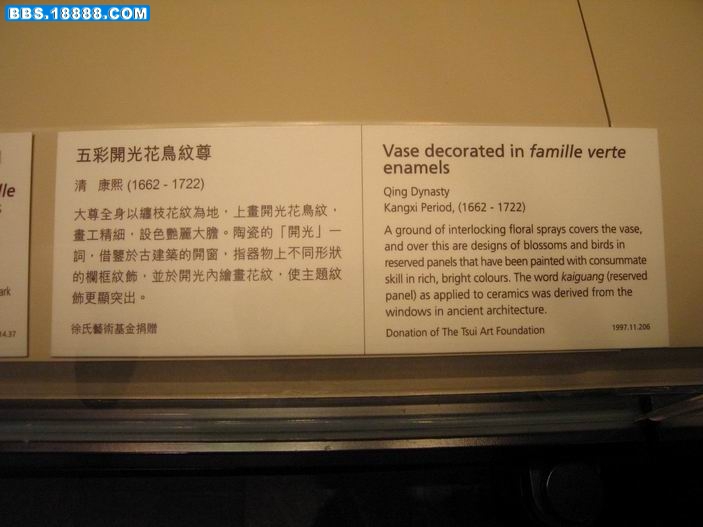 BBS.18888.COM
五彩開光花鳥紋尊
清 康熙 (1662 - 1722)
大尊全身以纏枝花紋為地，上畫開光花鳥紋，
畫工精細，設色艷麗大膽。陶瓷的「開光」一
詞，借鑒於古建築的開窗，指器物上不同形狀
的欄框紋飾，並於開光內繪畫花紋，使主題紋
飾更顯突出。
徐氏藝術基金捐贈
Vase decorated in famille verte
enamels
Qing Dynasty
Kangxi Period, (1662 - 1722)
A ground of interlocking floral sprays covers the vase,
and over this are designs of blossoms and birds in
reserved panels that have been painted with consummate
skill in rich, bright colours. The word kaiguang (reserved
panel) as applied to ceramics was derived from the
windows in ancient architecture.
Donation of The Tsui Art Foundation
1997.11.206